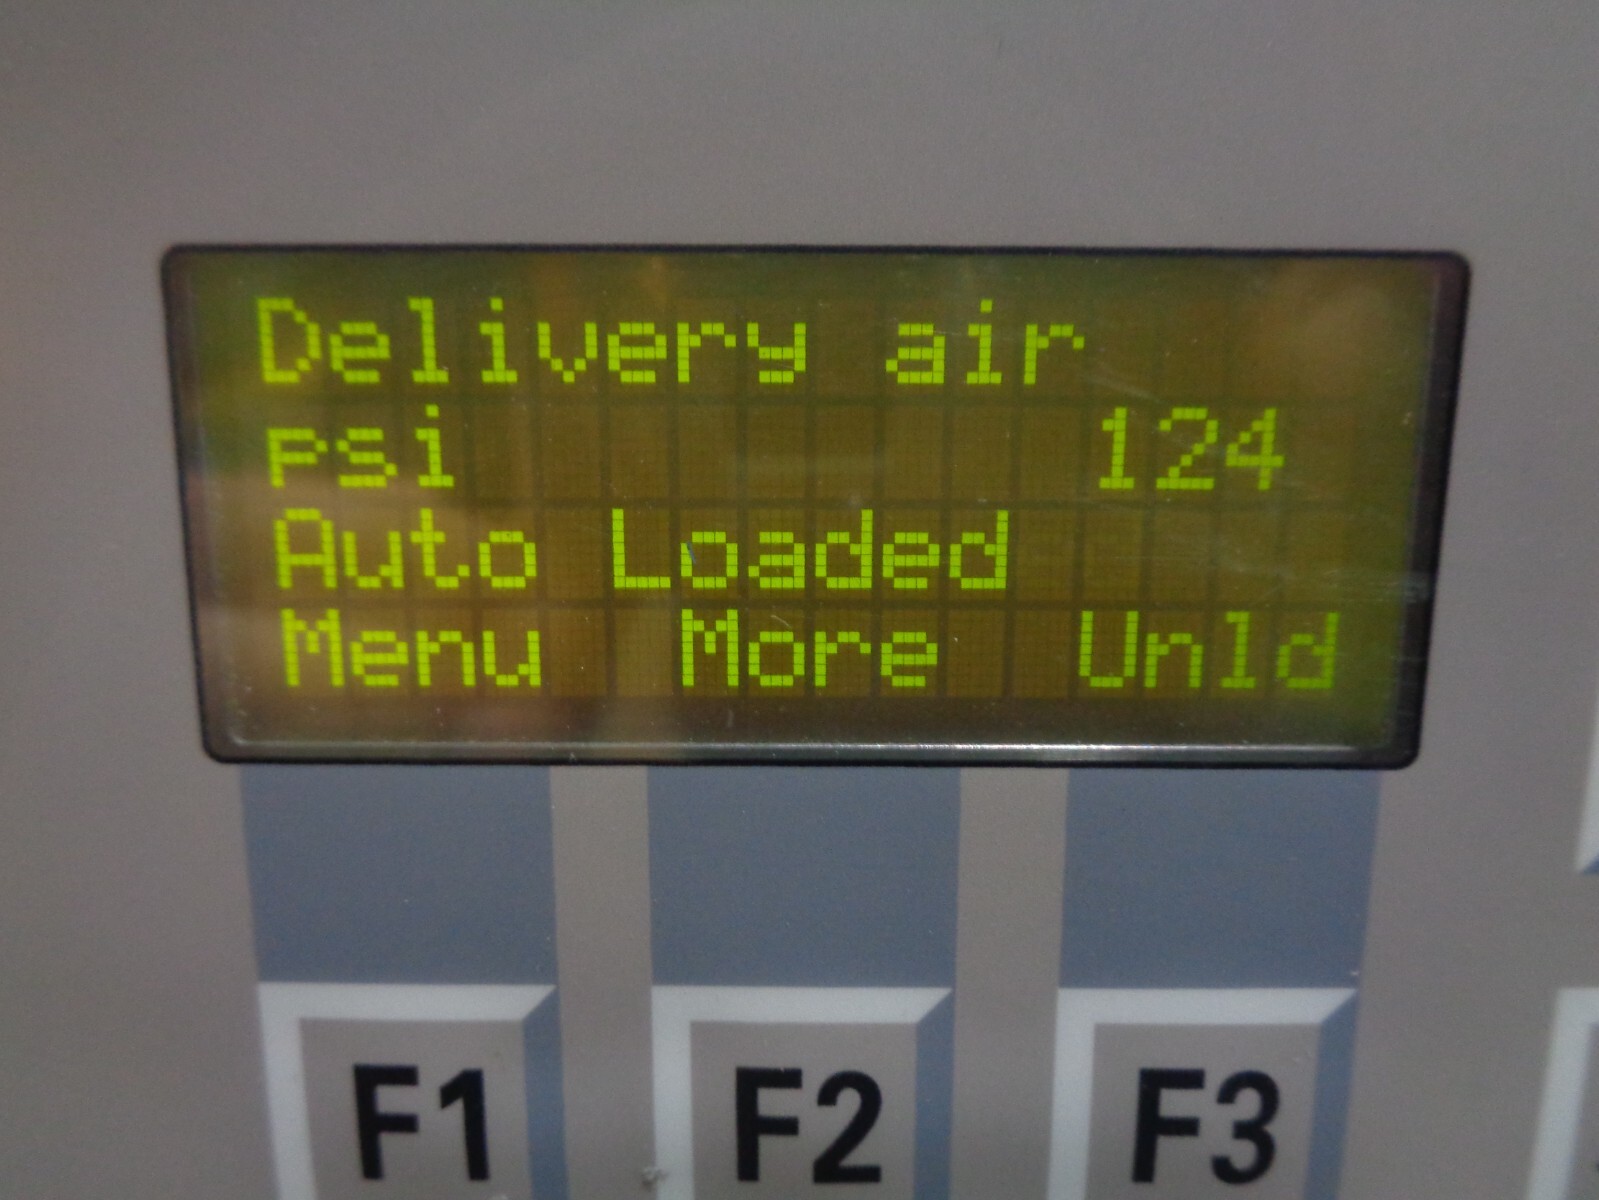 Delivery air
psi 124
Auto Loaded
Menu More Unld
F1 F2 F3